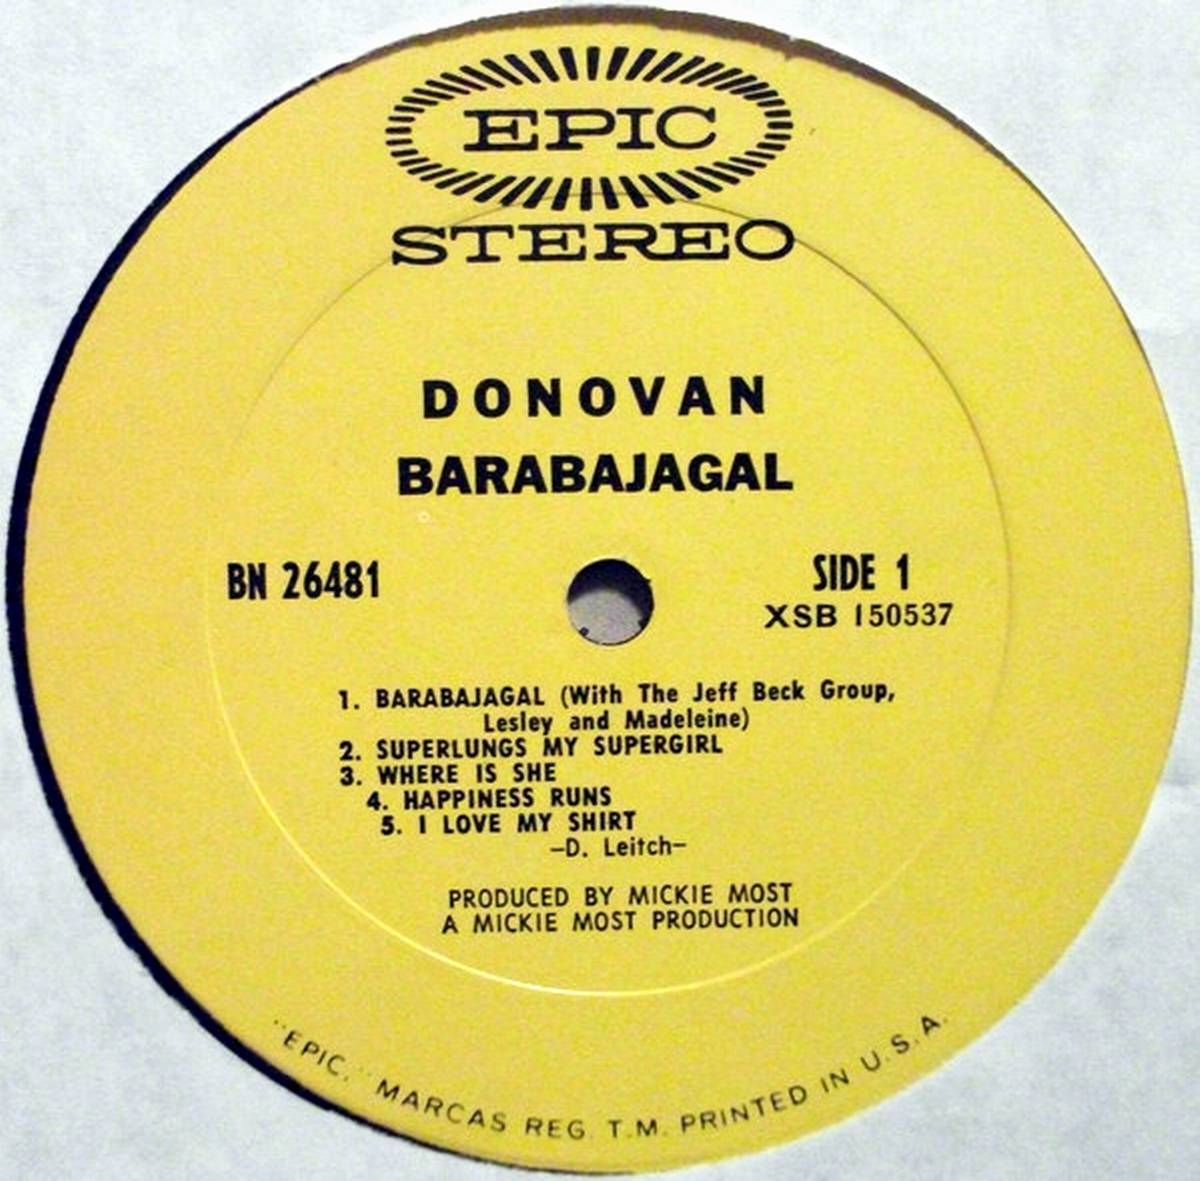 EPIC
STEREO
DONOVAN
BARABAJAGAL
BN 26481
SIDE 1
XSB 150537
1. BARABAJAGAL (With The Jeff Beck Group,
Lesley and Madeleine)
2. SUPERLUNGS MY SUPERGIRL
3. WHERE IS SHE
4. HAPPINESS RUNS
5. I LOVE MY SHIRT
—D. Leitch—
PRODUCED BY MICKIE MOST
A MICKIE MOST PRODUCTION
"EPIC," MARCAS REG. T.M. PRINTED IN U.S.A.